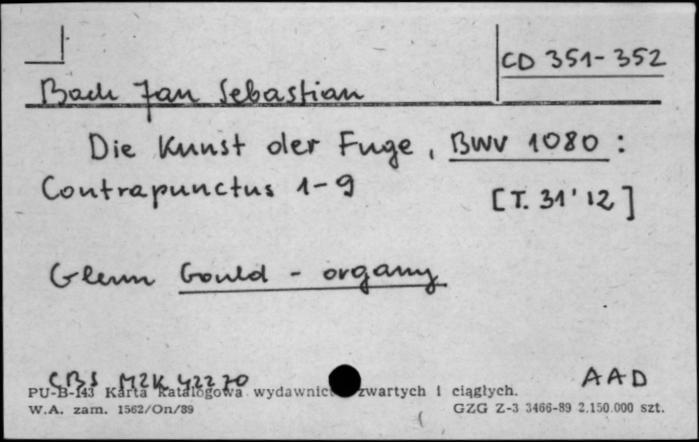 CD 351-352
Bach Jan Sebastian
Die Kunst der Fuge, BWV 1080 :
Contrapunctus 1-9
[T. 31'12]
Glenn Gould - organy
CBS M2K 42270
AAD
PU-B-143 Karta katalogowa wydawnict zwartych i ciągłych.
W.A. zam. 1562/On/89
GZG Z-3 3466-89 2.150.000 szt.